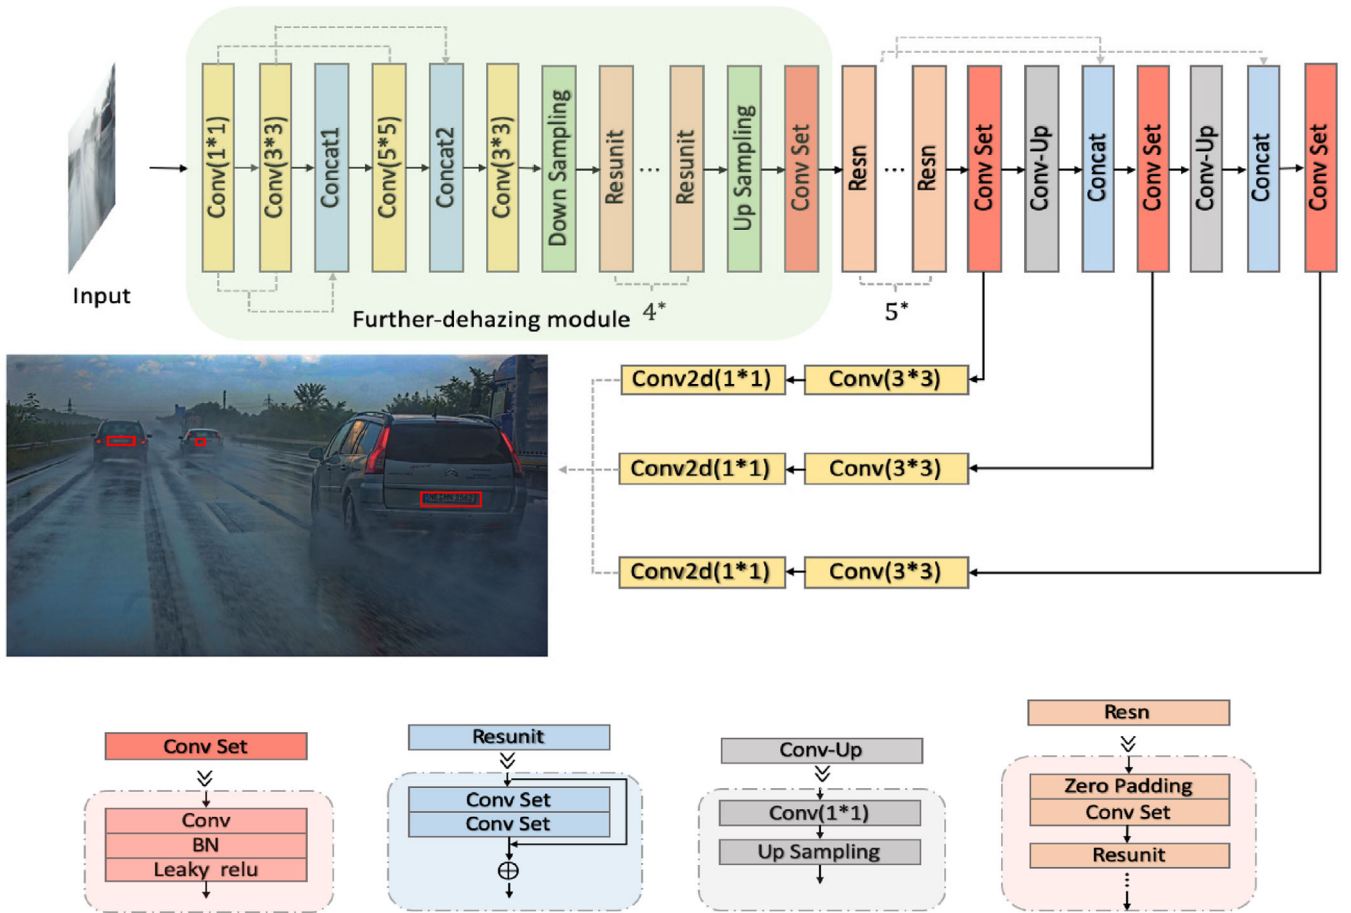 Conv(1*1)
Conv(3*3)
Concat1
Conv(5*5)
Concat2
Conv(3*3)
Down Sampling
Resunit
...
Resunit
Up Sampling
Conv Set
Resn
...
Resn
Conv Set
Conv-Up
Concat
Conv Set
Conv-Up
Concat
Conv Set
Input
4*
5*
Further-dehazing module
Conv2d(1*1)
Conv(3*3)
Conv2d(1*1)
Conv(3*3)
Conv2d(1*1)
Conv(3*3)
Conv Set
Conv
BN
Leaky relu
Resunit
Conv Set
Conv Set
Conv-Up
Conv(1*1)
Up Sampling
Resn
Zero Padding
Conv Set
Resunit